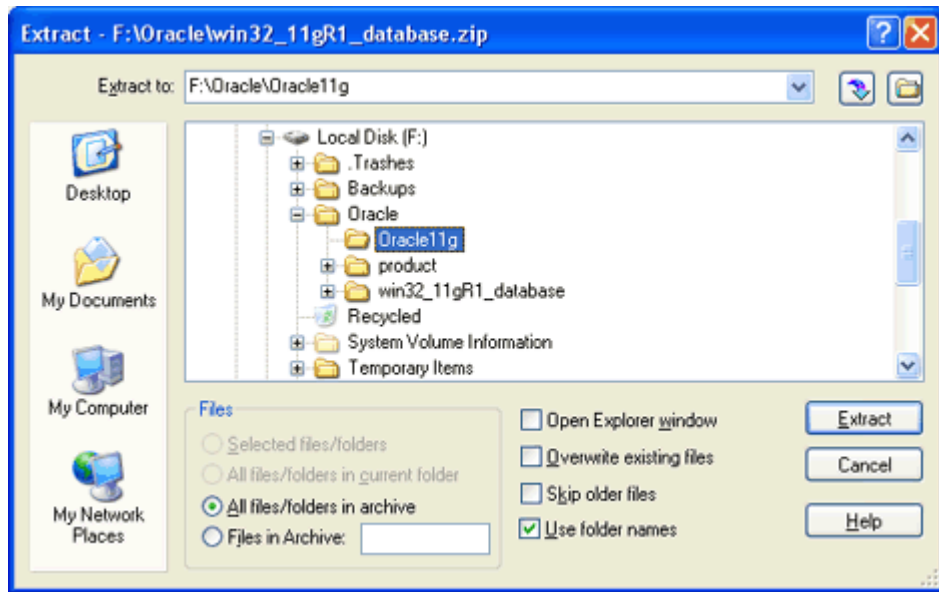 Extract - F:\Oracle\win32_11gR1_database.zip
Extract to: F:\Oracle\Oracle11g
Desktop
My Documents
My Computer
My Network Places
Local Disk (F:)
.Trashes
Backups
Oracle
Oracle11g
product
win32_11gR1_database
Recycled
System Volume Information
Temporary Items
Files
Selected files/folders
All files/folders in current folder
All files/folders in archive
Files in Archive:
Open Explorer window
Overwrite existing files
Skip older files
Use folder names
Extract
Cancel
Help